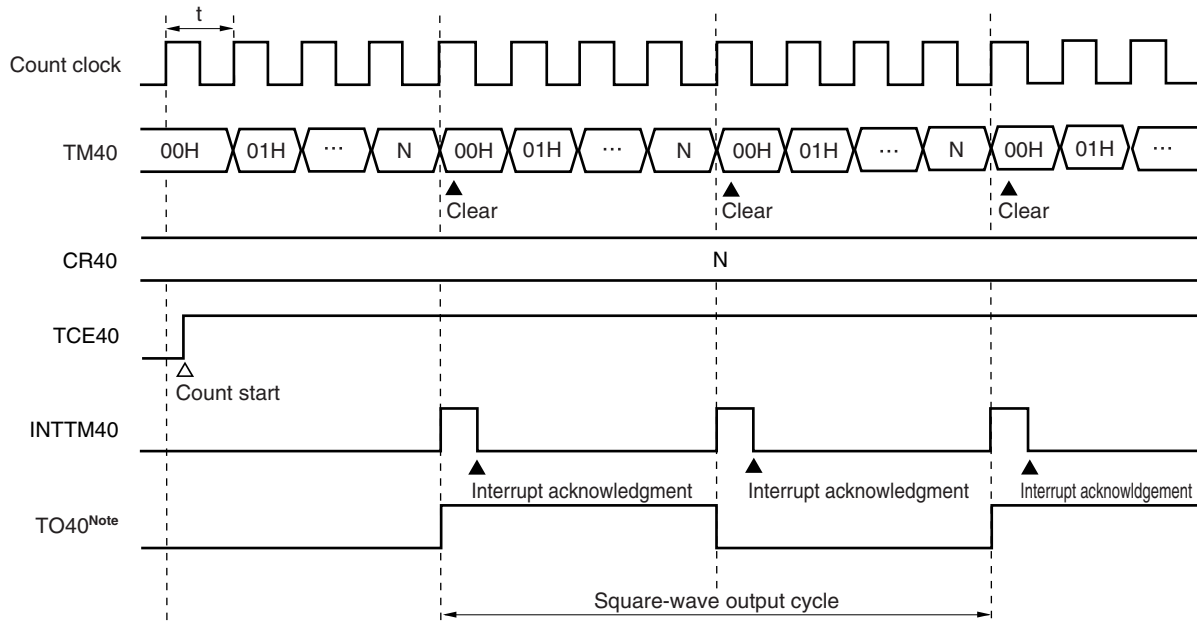 t
Count clock
TM40 00H 01H ... N 00H 01H ... N 00H 01H ... N 00H 01H ...
Clear Clear Clear
CR40 N
TCE40
Count start
INTTM40
Interrupt acknowledgment Interrupt acknowledgment Interrupt acknowldgement
TO40Note
Square-wave output cycle